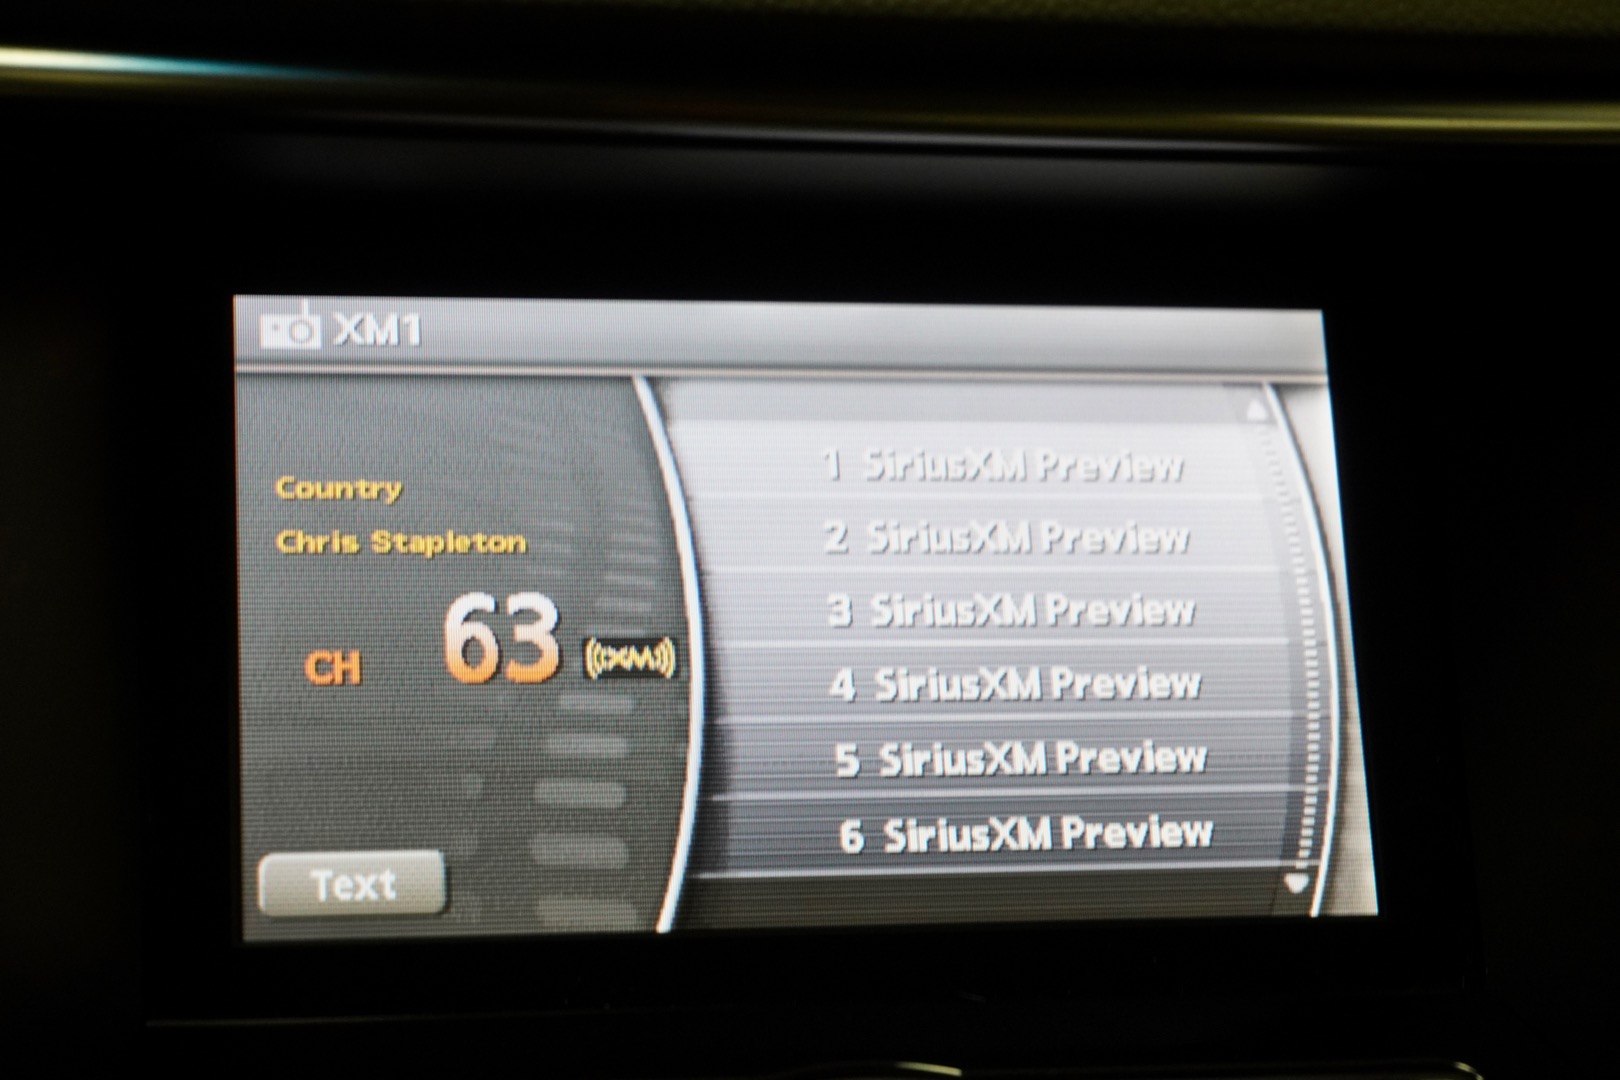 XM1
Country
Chris Stapleton
CH 63 XM
Text
1 SiriusXM Preview
2 SiriusXM Preview
3 SiriusXM Preview
4 SiriusXM Preview
5 SiriusXM Preview
6 SiriusXM Preview